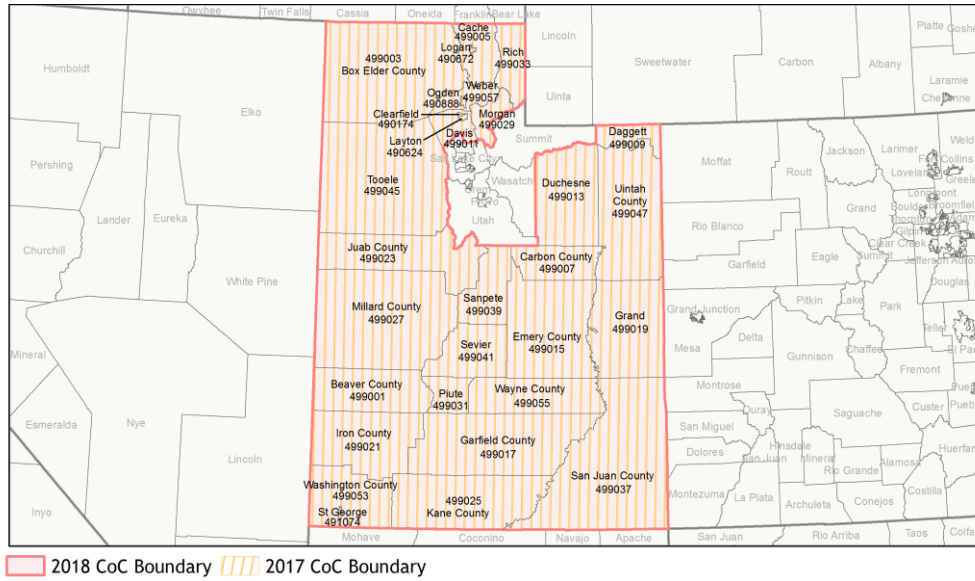 Owyhee
Twin Falls
Cassia
Oneida
Franklin
Bear Lake
Lincoln
Sweetwater
Carbon
Albany
Platte
Goshe
Laramie
Uinta
Humboldt
Elko
Pershing
Lander
Eureka
Churchill
White Pine
Mineral
Esmeralda
Nye
Lincoln
Inyo
Cache
499005
Logan
490672
Rich
499033
499003
Box Elder County
Weber
499057
Ogden
490888
Clearfield
490174
Morgan
499029
Layton
490624
Davis
499011
Salt Lake City
Summit
Wasatch
Utah
Daggett
499009
Tooele
499045
Duchesne
499013
Uintah
County
499047
Juab County
499023
Carbon County
499007
Millard County
499027
Sanpete
499039
Emery County
499015
Grand
499019
Sevier
499041
Beaver County
499001
Piute
499031
Wayne County
499055
Iron County
499021
Garfield County
499017
San Juan County
499037
Washington County
499053
St George
491074
499025
Kane County
Mohave
Coconino
Navajo
Apache
San Juan
Rio Arriba
Taos
Colfa
Moffat
Routt
Jackson
Larimer
Fort Collins
Weld
Loveland
Greele
Longmont
Boulder
Broomfield
Grand
Rio Blanco
Garfield
Eagle
Summit
Clear Creek
Jefferson
Douglas
Grand Junction
Mesa
Delta
Pitkin
Lake
Park
Gunnison
Chaffee
Teller
El Pas
Fremont
Montrose
Ouray
San Miguel
Dolores
San Juan
Hinsdale
Mineral
Saguache
Custer
Pueb
Huerfan
Rio Grande
Alamosa
Montezuma
La Plata
Archuleta
Conejos
Costilla
2018 CoC Boundary
2017 CoC Boundary